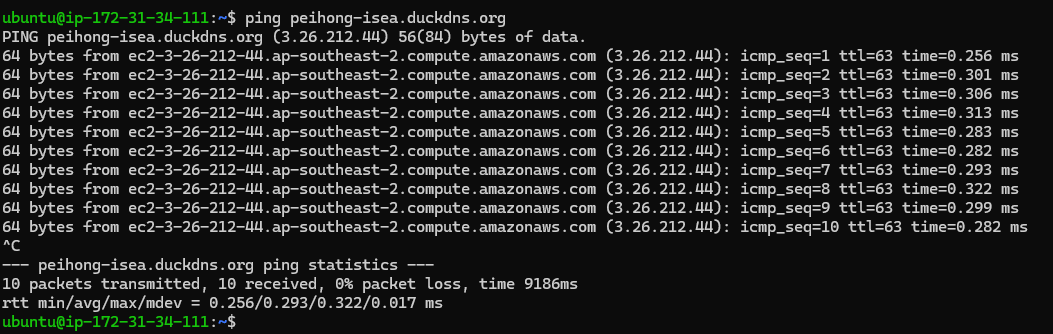 ubuntu@ip-172-31-34-111:~$ ping peihong-isea.duckdns.org
PING peihong-isea.duckdns.org (3.26.212.44) 56(84) bytes of data.
64 bytes from ec2-3-26-212-44.ap-southeast-2.compute.amazonaws.com (3.26.212.44): icmp_seq=1 ttl=63 time=0.256 ms
64 bytes from ec2-3-26-212-44.ap-southeast-2.compute.amazonaws.com (3.26.212.44): icmp_seq=2 ttl=63 time=0.301 ms
64 bytes from ec2-3-26-212-44.ap-southeast-2.compute.amazonaws.com (3.26.212.44): icmp_seq=3 ttl=63 time=0.306 ms
64 bytes from ec2-3-26-212-44.ap-southeast-2.compute.amazonaws.com (3.26.212.44): icmp_seq=4 ttl=63 time=0.313 ms
64 bytes from ec2-3-26-212-44.ap-southeast-2.compute.amazonaws.com (3.26.212.44): icmp_seq=5 ttl=63 time=0.283 ms
64 bytes from ec2-3-26-212-44.ap-southeast-2.compute.amazonaws.com (3.26.212.44): icmp_seq=6 ttl=63 time=0.282 ms
64 bytes from ec2-3-26-212-44.ap-southeast-2.compute.amazonaws.com (3.26.212.44): icmp_seq=7 ttl=63 time=0.293 ms
64 bytes from ec2-3-26-212-44.ap-southeast-2.compute.amazonaws.com (3.26.212.44): icmp_seq=8 ttl=63 time=0.322 ms
64 bytes from ec2-3-26-212-44.ap-southeast-2.compute.amazonaws.com (3.26.212.44): icmp_seq=9 ttl=63 time=0.299 ms
64 bytes from ec2-3-26-212-44.ap-southeast-2.compute.amazonaws.com (3.26.212.44): icmp_seq=10 ttl=63 time=0.282 ms
^C
--- peihong-isea.duckdns.org ping statistics ---
10 packets transmitted, 10 received, 0% packet loss, time 9186ms
rtt min/avg/max/mdev = 0.256/0.293/0.322/0.017 ms
ubuntu@ip-172-31-34-111:~$